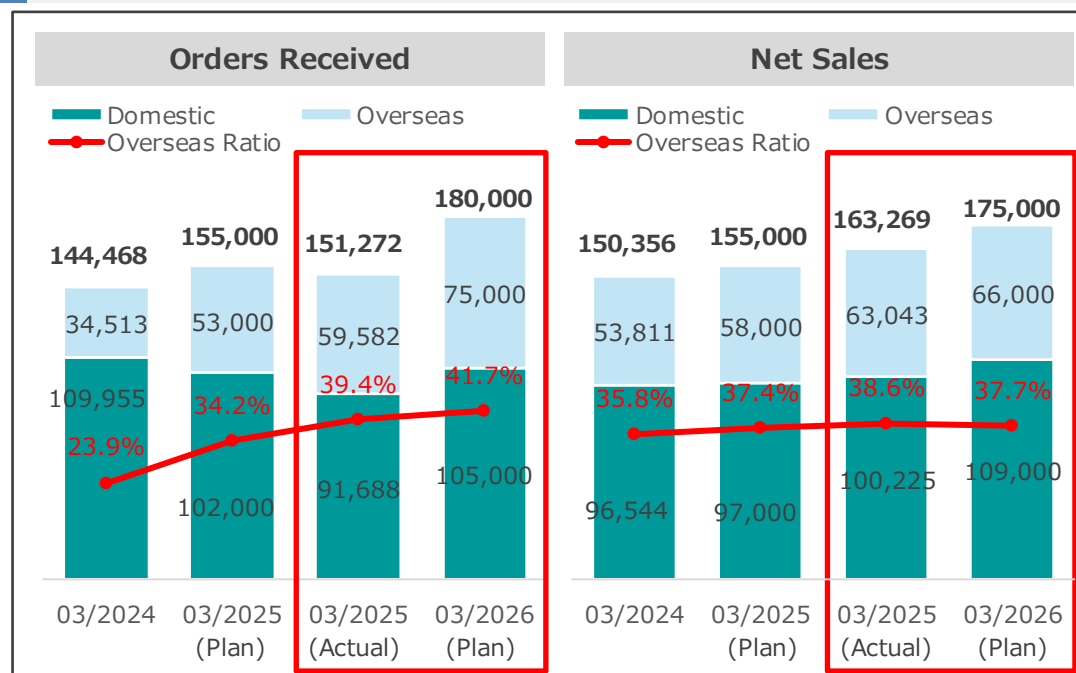 Orders Received
Domestic Overseas
Overseas Ratio
144,468 155,000 151,272 180,000
34,513 53,000 59,582 75,000
109,955 102,000 91,688 105,000
23.9% 34.2% 39.4% 41.7%
03/2024 03/2025 03/2025 03/2026
(Plan) (Actual) (Plan)
Net Sales
Domestic Overseas
Overseas Ratio
150,356 155,000 163,269 175,000
53,811 58,000 63,043 66,000
35.8% 37.4% 38.6% 37.7%
96,544 97,000 100,225 109,000
03/2024 03/2025 03/2025 03/2026
(Plan) (Actual) (Plan)